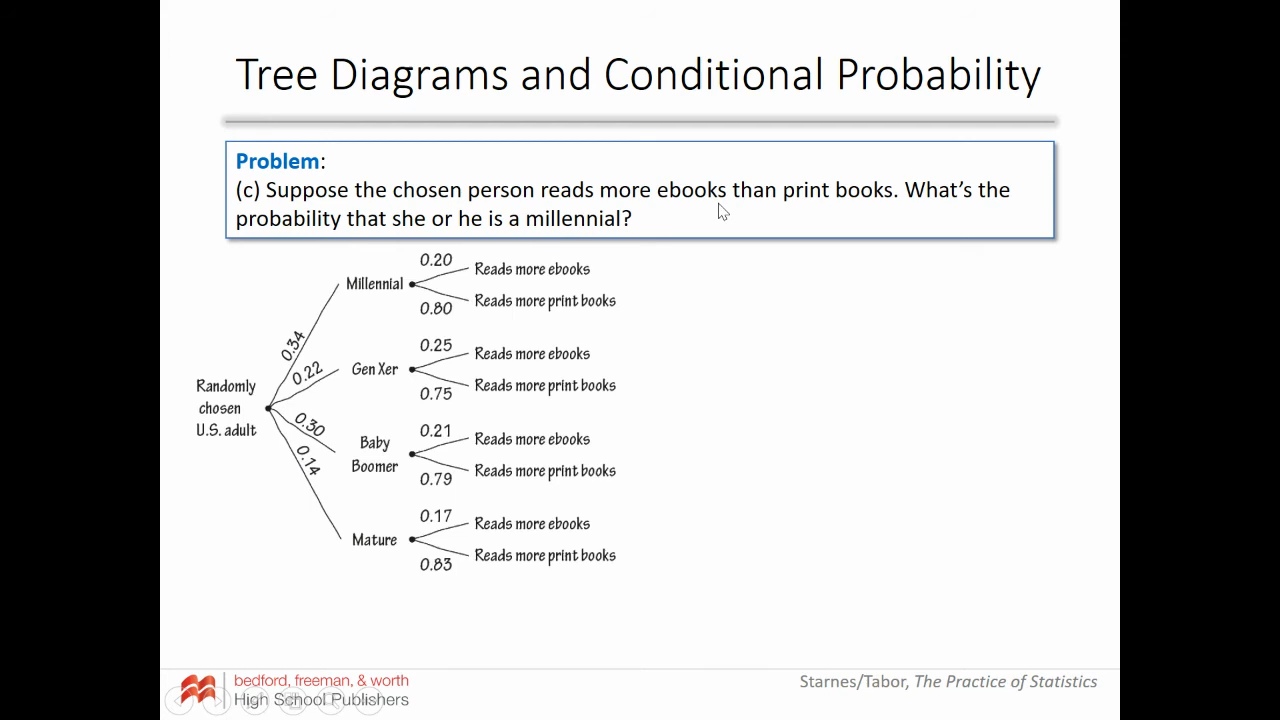 Tree Diagrams and Conditional Probability
Problem:
(c) Suppose the chosen person reads more ebooks than print books. What's the
probability that she or he is a millennial?
0.20
Reads more ebooks
Millennial
Reads more print books
0.80
0.34
0.25
Reads more ebooks
0.22
Gen Xer
Reads more print books
0.75
Randomly
chosen
U.S. adult
0.30
0.21
Reads more ebooks
Baby
Boomer
Reads more print books
0.79
0.14
0.17
Reads more ebooks
Mature
Reads more print books
0.83
bedford, freeman, & worth
High School Publishers
Starnes/Tabor, The Practice of Statistics